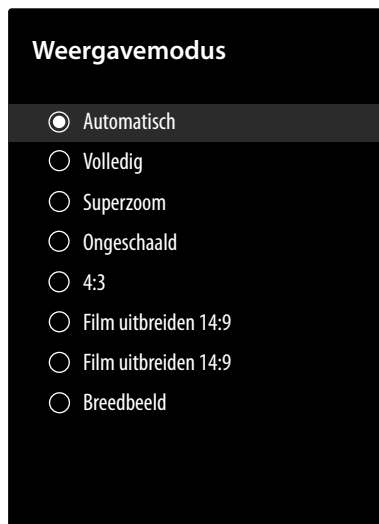 Weergavemodus
Automatisch
Volledig
Superzoom
Ongeschaald
4:3
Film uitbreiden 14:9
Film uitbreiden 14:9
Breedbeeld